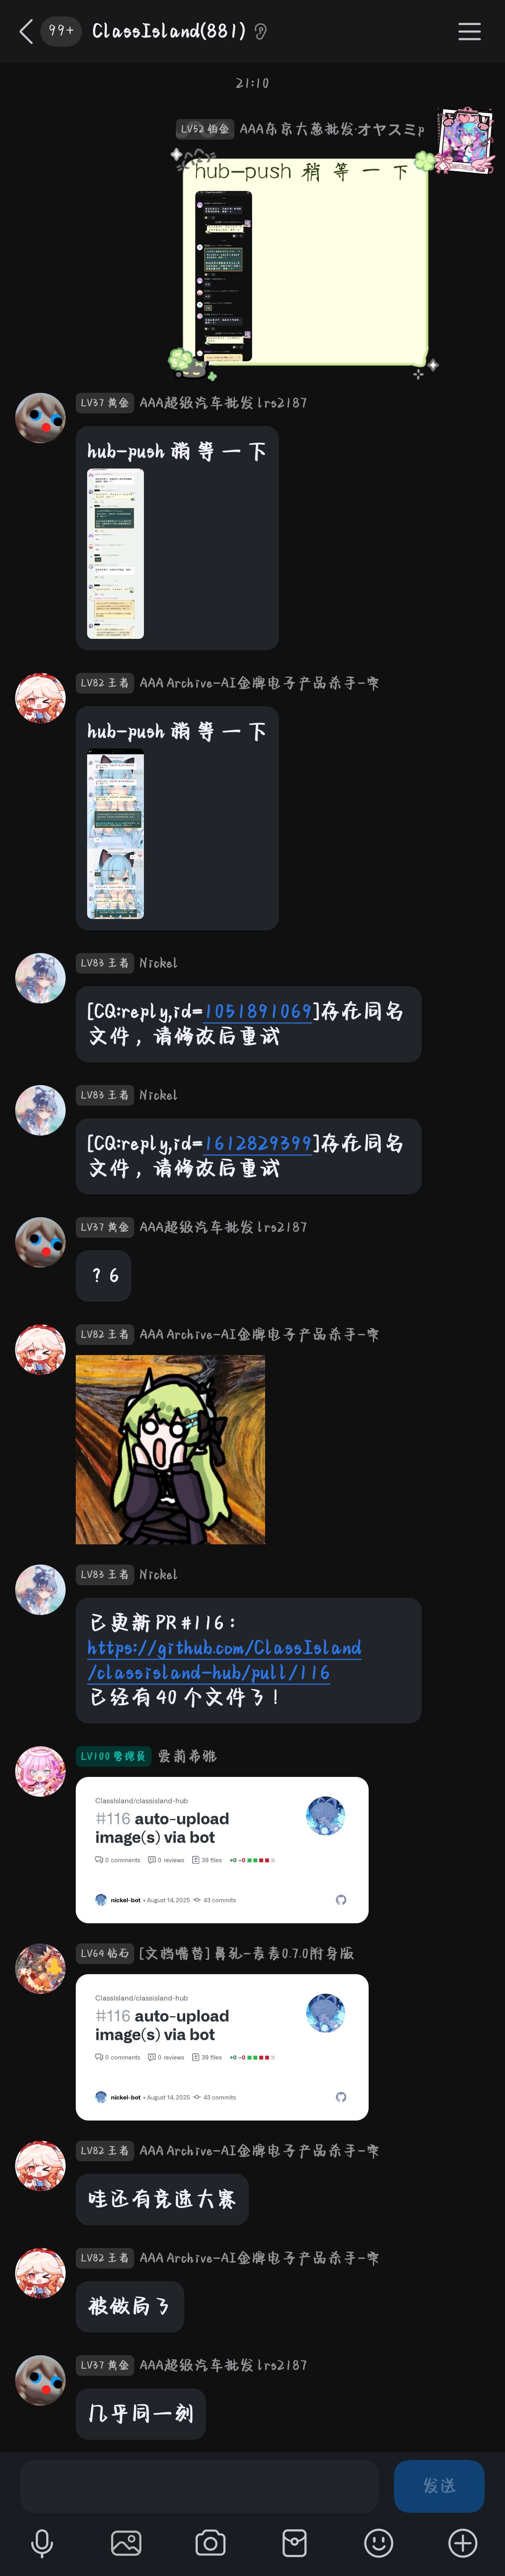 99+
ClassIsland(881)
21:10
LV52 铂金 AAA东京大葱批发·オヤスミp
hub-push 稍 等 一 下
LV37 黄金 AAA超级汽车批发 lrs2187
hub-push 稍 等 一 下
LV82 王者 AAA Archive-AI金牌电子产品杀手-雫
hub-push 稍 等 一 下
LV83 王者 Nickel
[CQ:reply,id=1051891069]存在同名
文件，请修改后重试
LV83 王者 Nickel
[CQ:reply,id=1612829399]存在同名
文件，请修改后重试
LV37 黄金 AAA超级汽车批发 lrs2187
？6
LV82 王者 AAA Archive-AI金牌电子产品杀手-雫
LV83 王者 Nickel
已更新 PR #116：
https://github.com/ClassIsland
/classisland-hub/pull/116
已经有 40 个文件了！
LV100 管理员 爱莉希雅
ClassIsland/classisland-hub
#116 auto-upload
image(s) via bot
0 comments 0 reviews 39 files +0 -0
nickel-bot • August 14, 2025 43 commits
LV64 钻石 [文档嘴替] 鼻孔-素素0.7.0附身版
ClassIsland/classisland-hub
#116 auto-upload
image(s) via bot
0 comments 0 reviews 39 files +0 -0
nickel-bot • August 14, 2025 43 commits
LV82 王者 AAA Archive-AI金牌电子产品杀手-雫
哇还有竞速大赛
LV82 王者 AAA Archive-AI金牌电子产品杀手-雫
被做局了
LV37 黄金 AAA超级汽车批发 lrs2187
几乎同一刻
发送